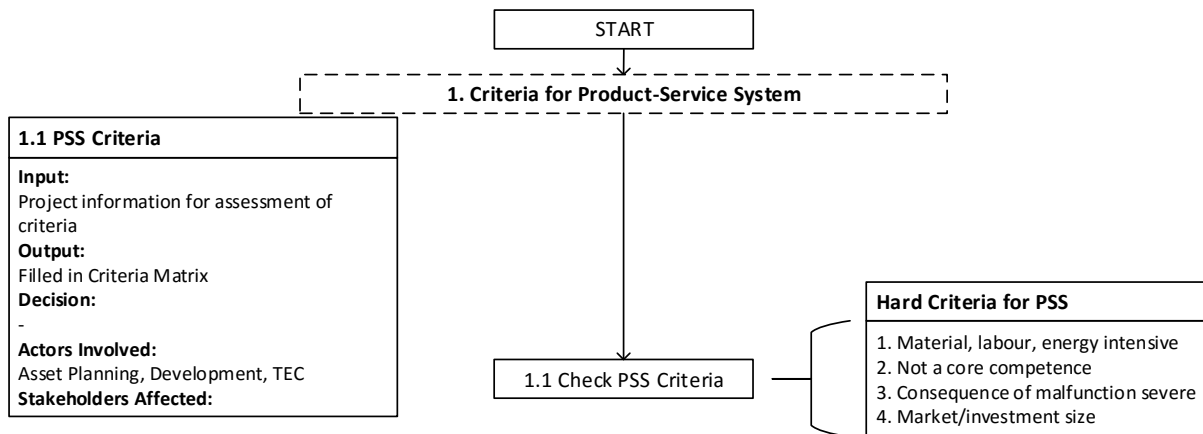 START
1. Criteria for Product-Service System
1.1 PSS Criteria
Input:
Project information for assessment of
criteria
Output:
Filled in Criteria Matrix
Decision:
-
Actors Involved:
Asset Planning, Development, TEC
Stakeholders Affected:
1.1 Check PSS Criteria
Hard Criteria for PSS
1. Material, labour, energy intensive
2. Not a core competence
3. Consequence of malfunction severe
4. Market/investment size